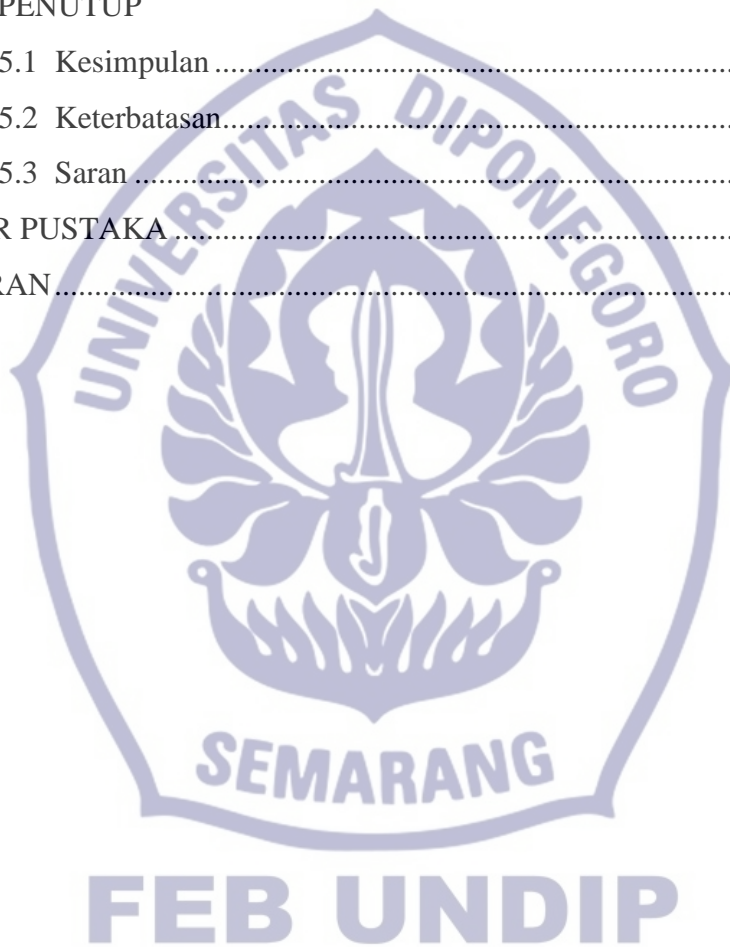 PENUTUP
5.1 Kesimpulan ........................................................................
5.2 Keterbatasan.......................................................................
5.3 Saran ..................................................................................
R PUSTAKA ............................................................................
RAN...........................................................................................
UNIVERSITAS DIPONEGORO
SEMARANG
FEB UNDIP